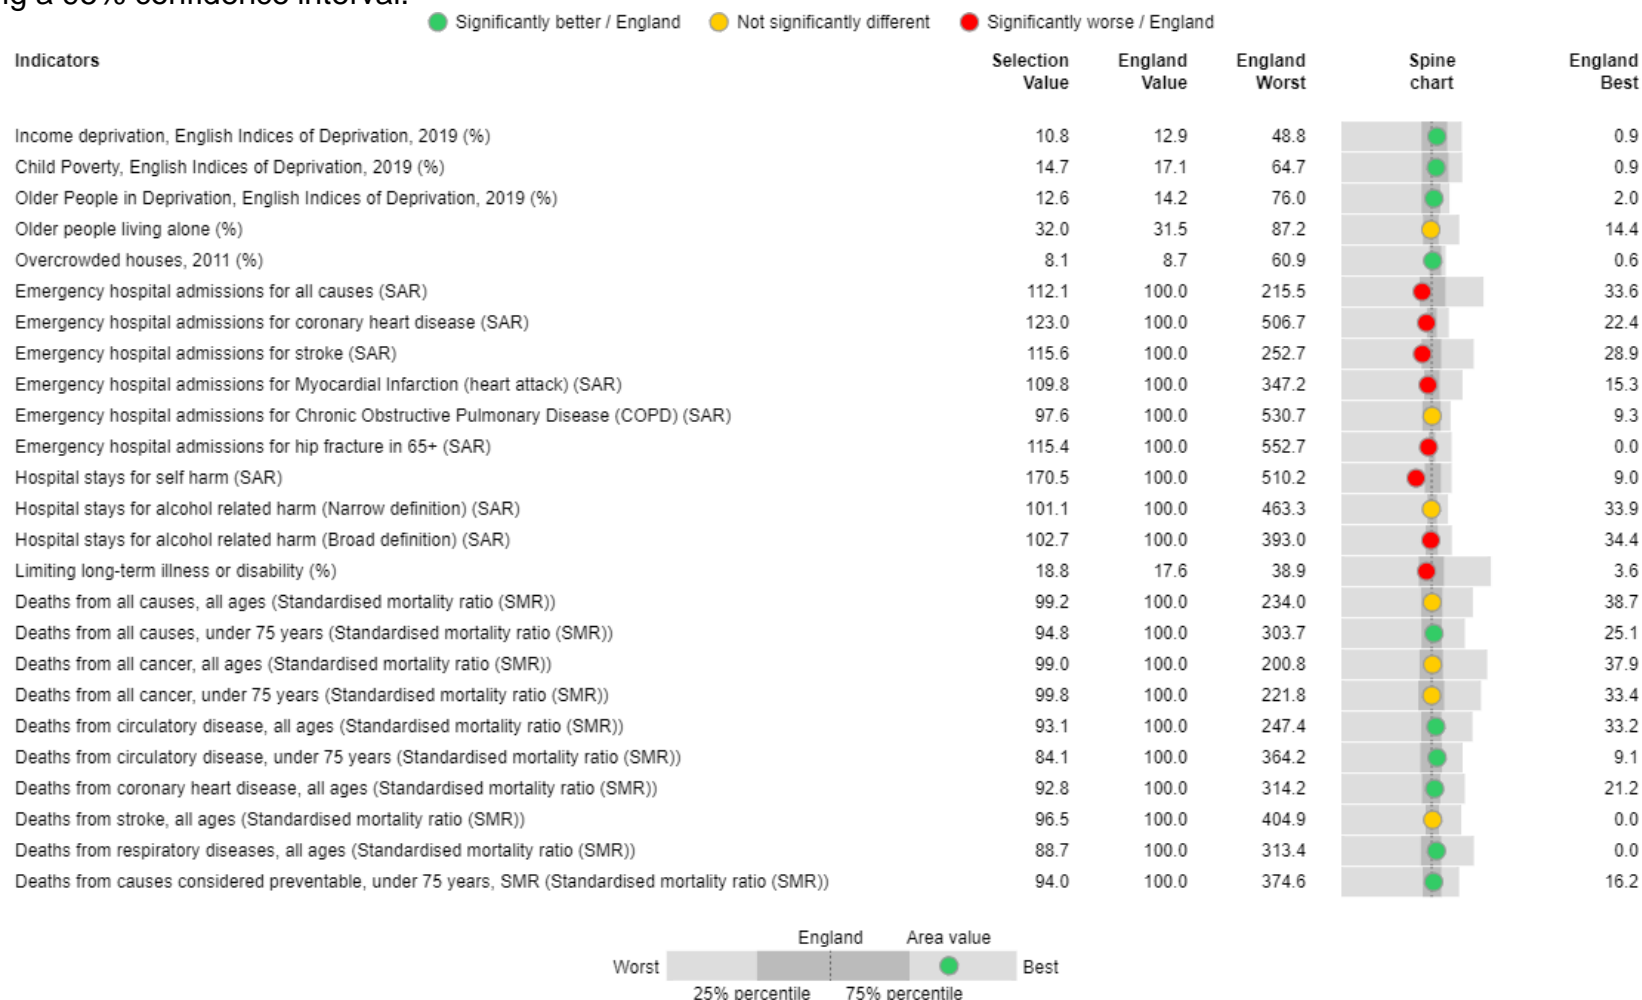 ng a 95% confidence interval.
Significantly better / England Not significantly different Significantly worse / England
Indicators Selection Value England Value England Worst Spine chart England Best
Income deprivation, English Indices of Deprivation, 2019 (%) 10.8 12.9 48.8 0.9
Child Poverty, English Indices of Deprivation, 2019 (%) 14.7 17.1 64.7 0.9
Older People in Deprivation, English Indices of Deprivation, 2019 (%) 12.6 14.2 76.0 2.0
Older people living alone (%) 32.0 31.5 87.2 14.4
Overcrowded houses, 2011 (%) 8.1 8.7 60.9 0.6
Emergency hospital admissions for all causes (SAR) 112.1 100.0 215.5 33.6
Emergency hospital admissions for coronary heart disease (SAR) 123.0 100.0 506.7 22.4
Emergency hospital admissions for stroke (SAR) 115.6 100.0 252.7 28.9
Emergency hospital admissions for Myocardial Infarction (heart attack) (SAR) 109.8 100.0 347.2 15.3
Emergency hospital admissions for Chronic Obstructive Pulmonary Disease (COPD) (SAR) 97.6 100.0 530.7 9.3
Emergency hospital admissions for hip fracture in 65+ (SAR) 115.4 100.0 552.7 0.0
Hospital stays for self harm (SAR) 170.5 100.0 510.2 9.0
Hospital stays for alcohol related harm (Narrow definition) (SAR) 101.1 100.0 463.3 33.9
Hospital stays for alcohol related harm (Broad definition) (SAR) 102.7 100.0 393.0 34.4
Limiting long-term illness or disability (%) 18.8 17.6 38.9 3.6
Deaths from all causes, all ages (Standardised mortality ratio (SMR)) 99.2 100.0 234.0 38.7
Deaths from all causes, under 75 years (Standardised mortality ratio (SMR)) 94.8 100.0 303.7 25.1
Deaths from all cancer, all ages (Standardised mortality ratio (SMR)) 99.0 100.0 200.8 37.9
Deaths from all cancer, under 75 years (Standardised mortality ratio (SMR)) 99.8 100.0 221.8 33.4
Deaths from circulatory disease, all ages (Standardised mortality ratio (SMR)) 93.1 100.0 247.4 33.2
Deaths from circulatory disease, under 75 years (Standardised mortality ratio (SMR)) 84.1 100.0 364.2 9.1
Deaths from coronary heart disease, all ages (Standardised mortality ratio (SMR)) 92.8 100.0 314.2 21.2
Deaths from stroke, all ages (Standardised mortality ratio (SMR)) 96.5 100.0 404.9 0.0
Deaths from respiratory diseases, all ages (Standardised mortality ratio (SMR)) 88.7 100.0 313.4 0.0
Deaths from causes considered preventable, under 75 years, SMR (Standardised mortality ratio (SMR)) 94.0 100.0 374.6 16.2
England Area value
Worst Best
25% percentile 75% percentile